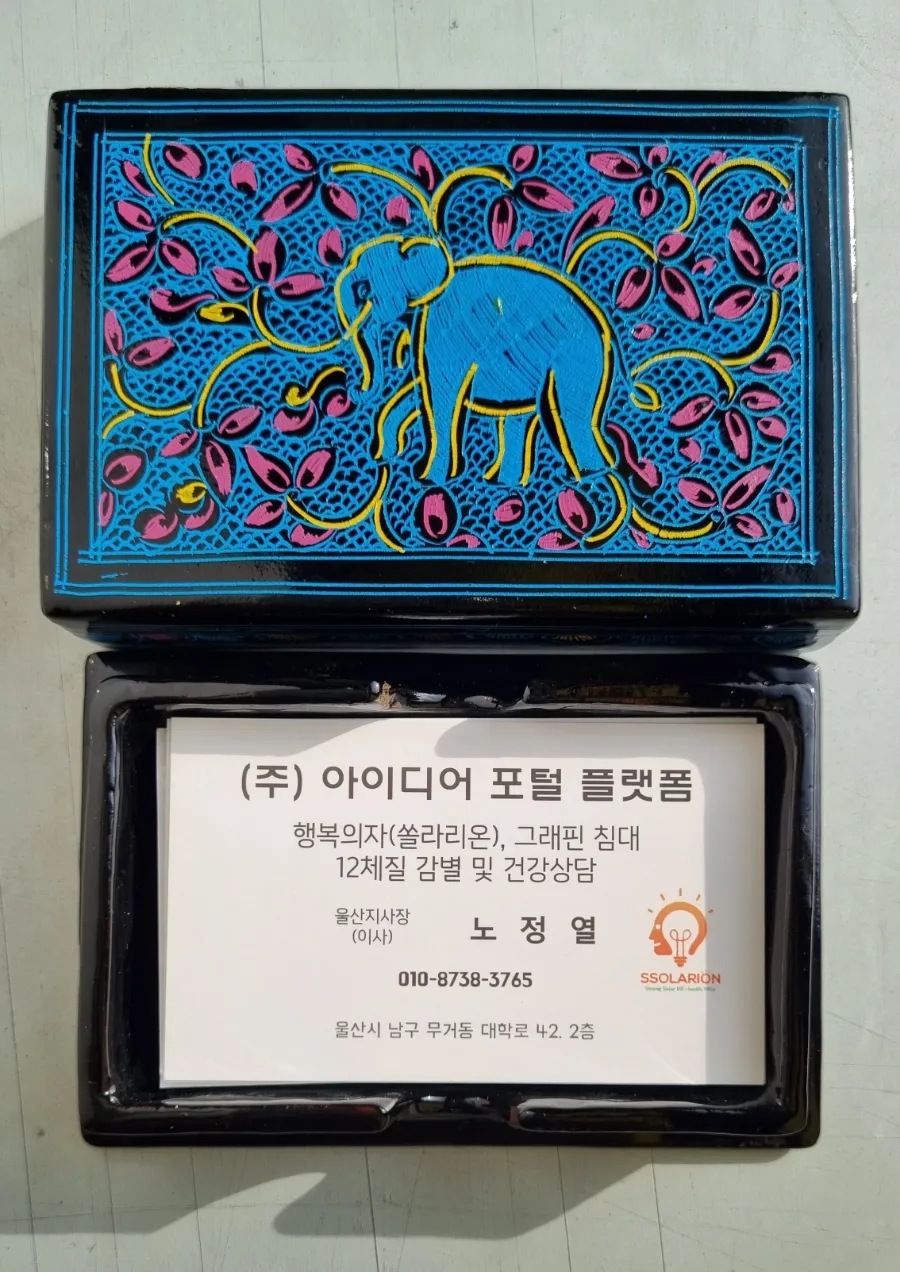 (주) 아이디어 포털 플랫폼
행복의자(쏠라리온), 그래핀 침대
12체질 감별 및 건강상담
울산지사장
(이사)
노 정 열
010-8738-3765
SSOLARION
울산시 남구 무거동 대학로 42. 2층